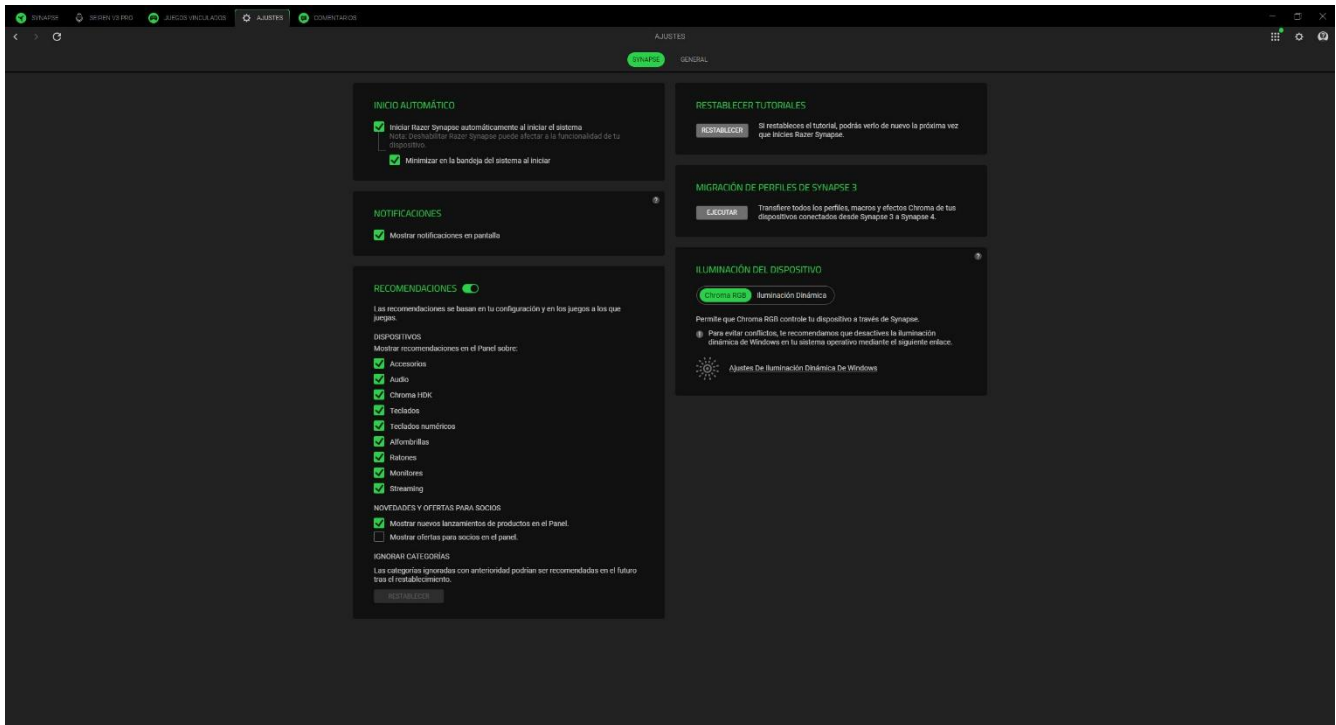 SYNAPSE
SEIREN V3 PRO
JUEGOS VINCULADOS
AJUSTES
COMENTARIOS
AJUSTES
SYNAPSE
GENERAL
INICIO AUTOMÁTICO
Iniciar Razer Synapse automáticamente al iniciar el sistema
Nota: Deshabilitar Razer Synapse puede afectar a la funcionalidad de tu
dispositivo.
Minimizar en la bandeja del sistema al iniciar
NOTIFICACIONES
Mostrar notificaciones en pantalla
RECOMENDACIONES
Las recomendaciones se basan en tu configuración y en los juegos a los que
juegas.
DISPOSITIVOS
Mostrar recomendaciones en el Panel sobre:
Accesorios
Audio
Chroma HDK
Teclados
Teclados numéricos
Alfombrillas
Ratones
Monitores
Streaming
NOVEDADES Y OFERTAS PARA SOCIOS
Mostrar nuevos lanzamientos de productos en el Panel.
Mostrar ofertas para socios en el panel.
IGNORAR CATEGORÍAS
Las categorías ignoradas con anterioridad podrían ser recomendadas en el futuro
tras el restablecimiento.
RESTABLECER
RESTABLECER TUTORIALES
RESTABLECER
Si restableces el tutorial, podrás verlo de nuevo la próxima vez
que inicies Razer Synapse.
MIGRACIÓN DE PERFILES DE SYNAPSE 3
EJECUTAR
Transfiere todos los perfiles, macros y efectos Chroma de tus
dispositivos conectados desde Synapse 3 a Synapse 4.
ILUMINACIÓN DEL DISPOSITIVO
Chroma RGB
Iluminación Dinámica
Permite que Chroma RGB controle tu dispositivo a través de Synapse.
Para evitar conflictos, te recomendamos que desactives la iluminación
dinámica de Windows en tu sistema operativo mediante el siguiente enlace.
Ajustes De Iluminación Dinámica De Windows